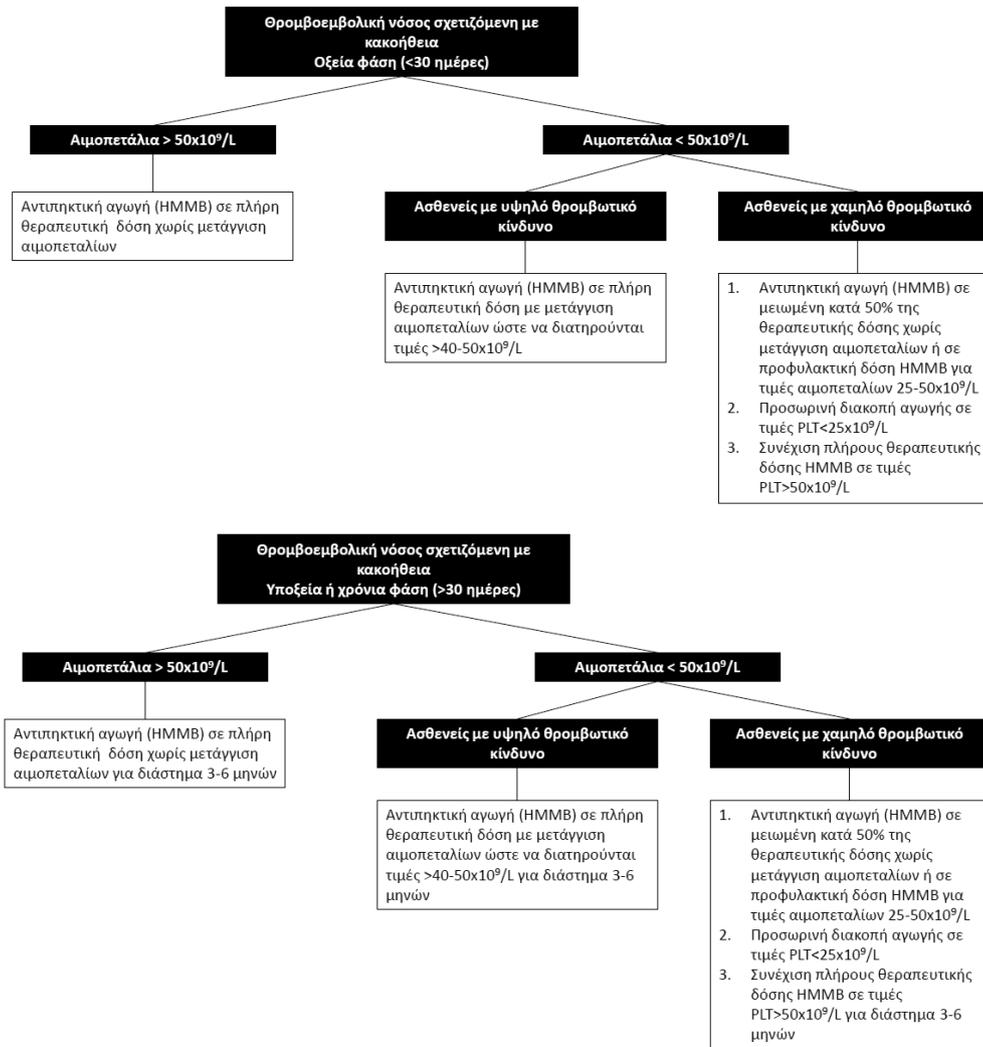 Θρομβοεμβολική νόσος σχετιζόμενη με
κακοήθεια
Οξεία φάση (<30 ημέρες)
Αιμοπετάλια > 50x10⁹/L
Αιμοπετάλια < 50x10⁹/L
Αντιπηκτική αγωγή (ΗΜΜΒ) σε πλήρη
θεραπευτική δόση χωρίς μετάγγιση
αιμοπεταλίων
Ασθενείς με υψηλό θρομβωτικό
κίνδυνο
Ασθενείς με χαμηλό θρομβωτικό
κίνδυνο
Αντιπηκτική αγωγή (ΗΜΜΒ) σε πλήρη
θεραπευτική δόση με μετάγγιση
αιμοπεταλίων ώστε να διατηρούνται
τιμές >40-50x10⁹/L
1. Αντιπηκτική αγωγή (ΗΜΜΒ) σε
μειωμένη κατά 50% της
θεραπευτικής δόσης χωρίς
μετάγγιση αιμοπεταλίων ή σε
προφυλακτική δόση ΗΜΜΒ για
τιμές αιμοπεταλίων 25-50x10⁹/L
2. Προσωρινή διακοπή αγωγής σε
τιμές PLT<25x10⁹/L
3. Συνέχιση πλήρους θεραπευτικής
δόσης ΗΜΜΒ σε τιμές
PLT>50x10⁹/L
Θρομβοεμβολική νόσος σχετιζόμενη με
κακοήθεια
Υποξεία ή χρόνια φάση (>30 ημέρες)
Αιμοπετάλια > 50x10⁹/L
Αιμοπετάλια < 50x10⁹/L
Αντιπηκτική αγωγή (ΗΜΜΒ) σε πλήρη
θεραπευτική δόση χωρίς μετάγγιση
αιμοπεταλίων για διάστημα 3-6 μηνών
Ασθενείς με υψηλό θρομβωτικό
κίνδυνο
Ασθενείς με χαμηλό θρομβωτικό
κίνδυνο
Αντιπηκτική αγωγή (ΗΜΜΒ) σε πλήρη
θεραπευτική δόση με μετάγγιση
αιμοπεταλίων ώστε να διατηρούνται
τιμές >40-50x10⁹/L για διάστημα 3-6
μηνών
1. Αντιπηκτική αγωγή (ΗΜΜΒ) σε
μειωμένη κατά 50% της
θεραπευτικής δόσης χωρίς
μετάγγιση αιμοπεταλίων ή σε
προφυλακτική δόση ΗΜΜΒ για
τιμές αιμοπεταλίων 25-50x10⁹/L
2. Προσωρινή διακοπή αγωγής σε
τιμές PLT<25x10⁹/L
3. Συνέχιση πλήρους θεραπευτικής
δόσης ΗΜΜΒ σε τιμές
PLT>50x10⁹/L για διάστημα 3-6
μηνών